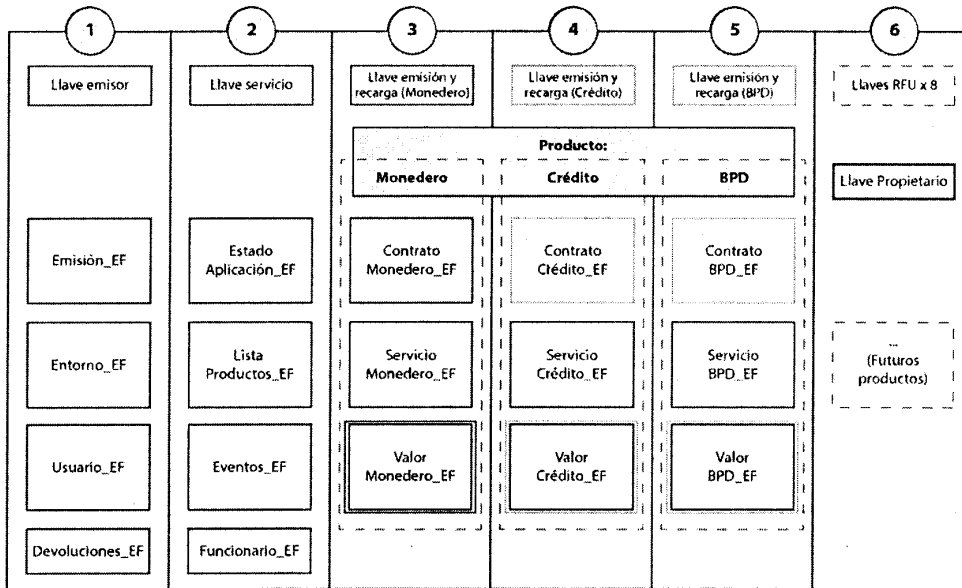 1
2
3
4
5
6
Llave emisor
Llave servicio
Llave emisión y
recarga (Monedero)
Llave emisión y
recarga (Crédito)
Llave emisión y
recarga (BPD)
Llaves RFU x 8
Producto:
Monedero
Crédito
BPD
Llave Propietario
Emisión_EF
Estado
Aplicación_EF
Contrato
Monedero_EF
Contrato
Crédito_EF
Contrato
BPD_EF
Entorno_EF
Lista
Productos_EF
Servicio
Monedero_EF
Servicio
Crédito_EF
Servicio
BPD_EF
...
(Futuros
productos)
Usuario_EF
Eventos_EF
Valor
Monedero_EF
Valor
Crédito_EF
Valor
BPD_EF
Devoluciones_EF
Funcionario_EF